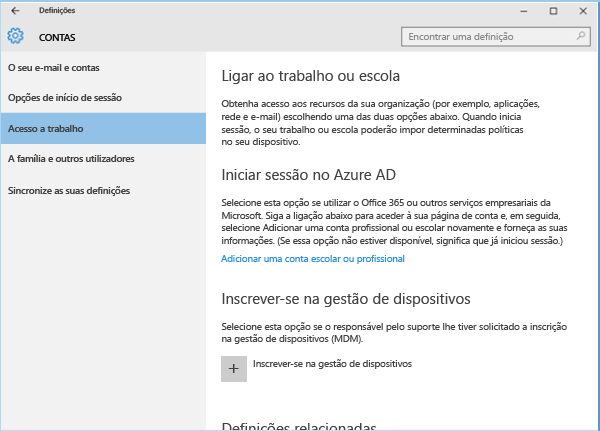 Definições
CONTAS
Encontrar uma definição
O seu e-mail e contas
Opções de início de sessão
Acesso a trabalho
A família e outros utilizadores
Sincronize as suas definições
Ligar ao trabalho ou escola
Obtenha acesso aos recursos da sua organização (por exemplo, aplicações,
rede e e-mail) escolhendo uma das duas opções abaixo. Quando inicia
sessão, o seu trabalho ou escola poderão impor determinadas políticas
no seu dispositivo.
Iniciar sessão no Azure AD
Selecione esta opção se utilizar o Office 365 ou outros serviços empresariais da
Microsoft. Siga a ligação abaixo para aceder à sua página de conta e, em seguida,
selecione Adicionar uma conta profissional ou escolar novamente e forneça as suas
informações. (Se essa opção não estiver disponível, significa que já iniciou sessão.)
Adicionar uma conta escolar ou profissional
Inscrever-se na gestão de dispositivos
Selecione esta opção se o responsável pelo suporte lhe tiver solicitado a inscrição
na gestão de dispositivos (MDM).
Inscrever-se na gestão de dispositivos
Definições relacionadas